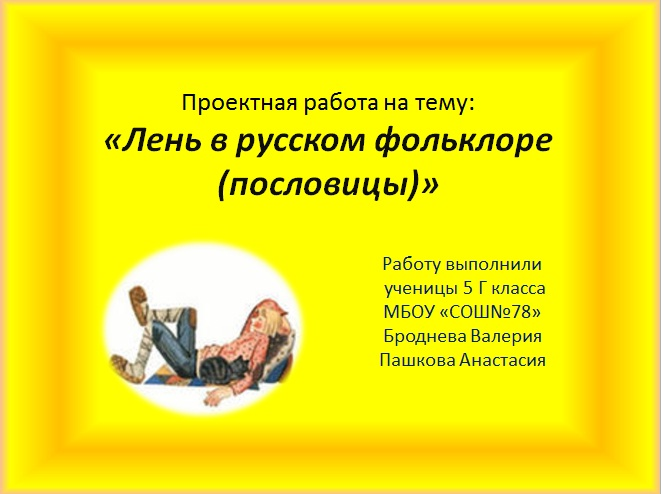 Проектная работа на тему:
«Лень в русском фольклоре
(пословицы)»
Работу выполнили
ученицы 5 Г класса
МБОУ «СОШ№78»
Броднева Валерия
Пашкова Анастасия